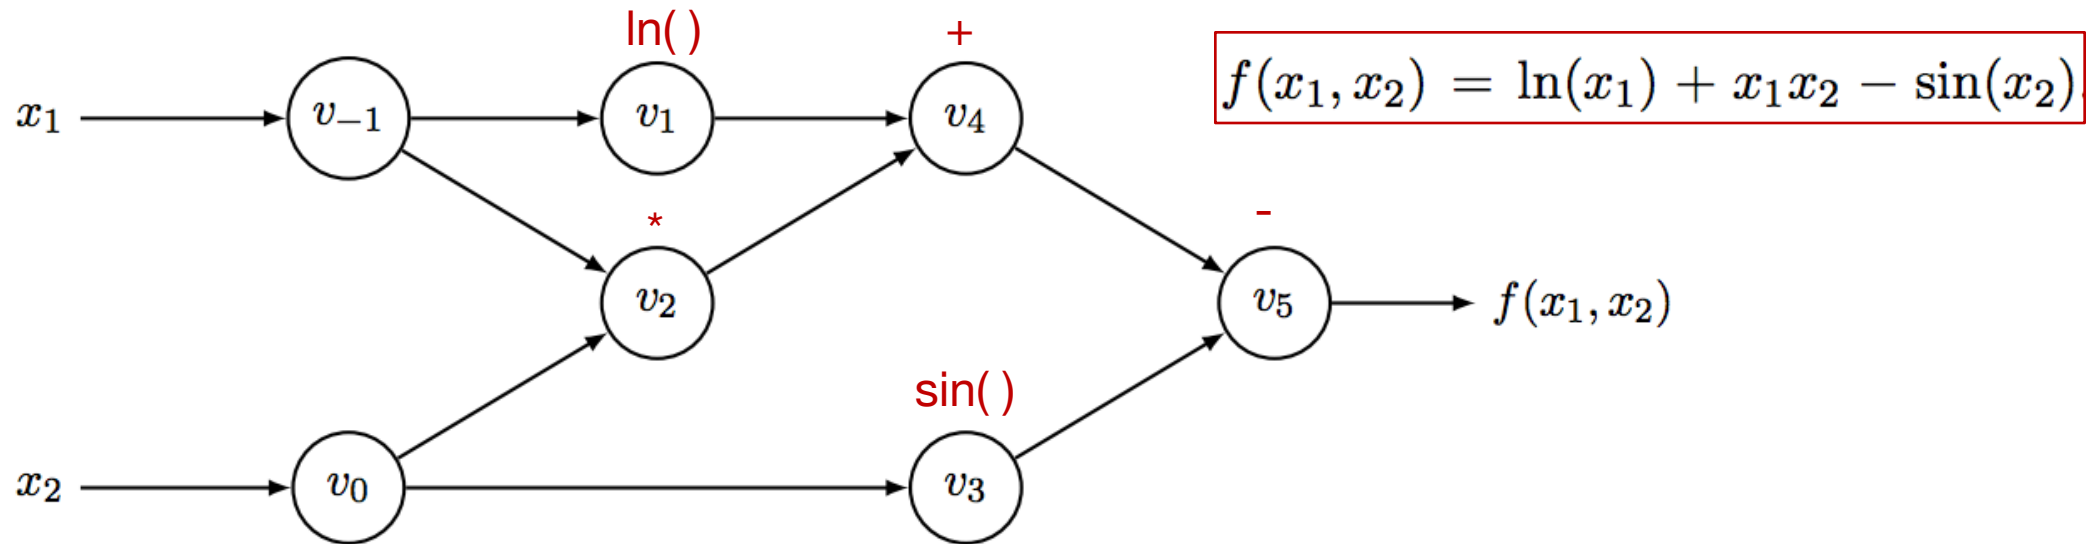 ln( )
+
f(x₁, x₂) = ln(x₁) + x₁x₂ − sin(x₂).
x₁
v₋₁
v₁
v₄
*
-
v₂
v₅
f(x₁, x₂)
sin( )
x₂
v₀
v₃